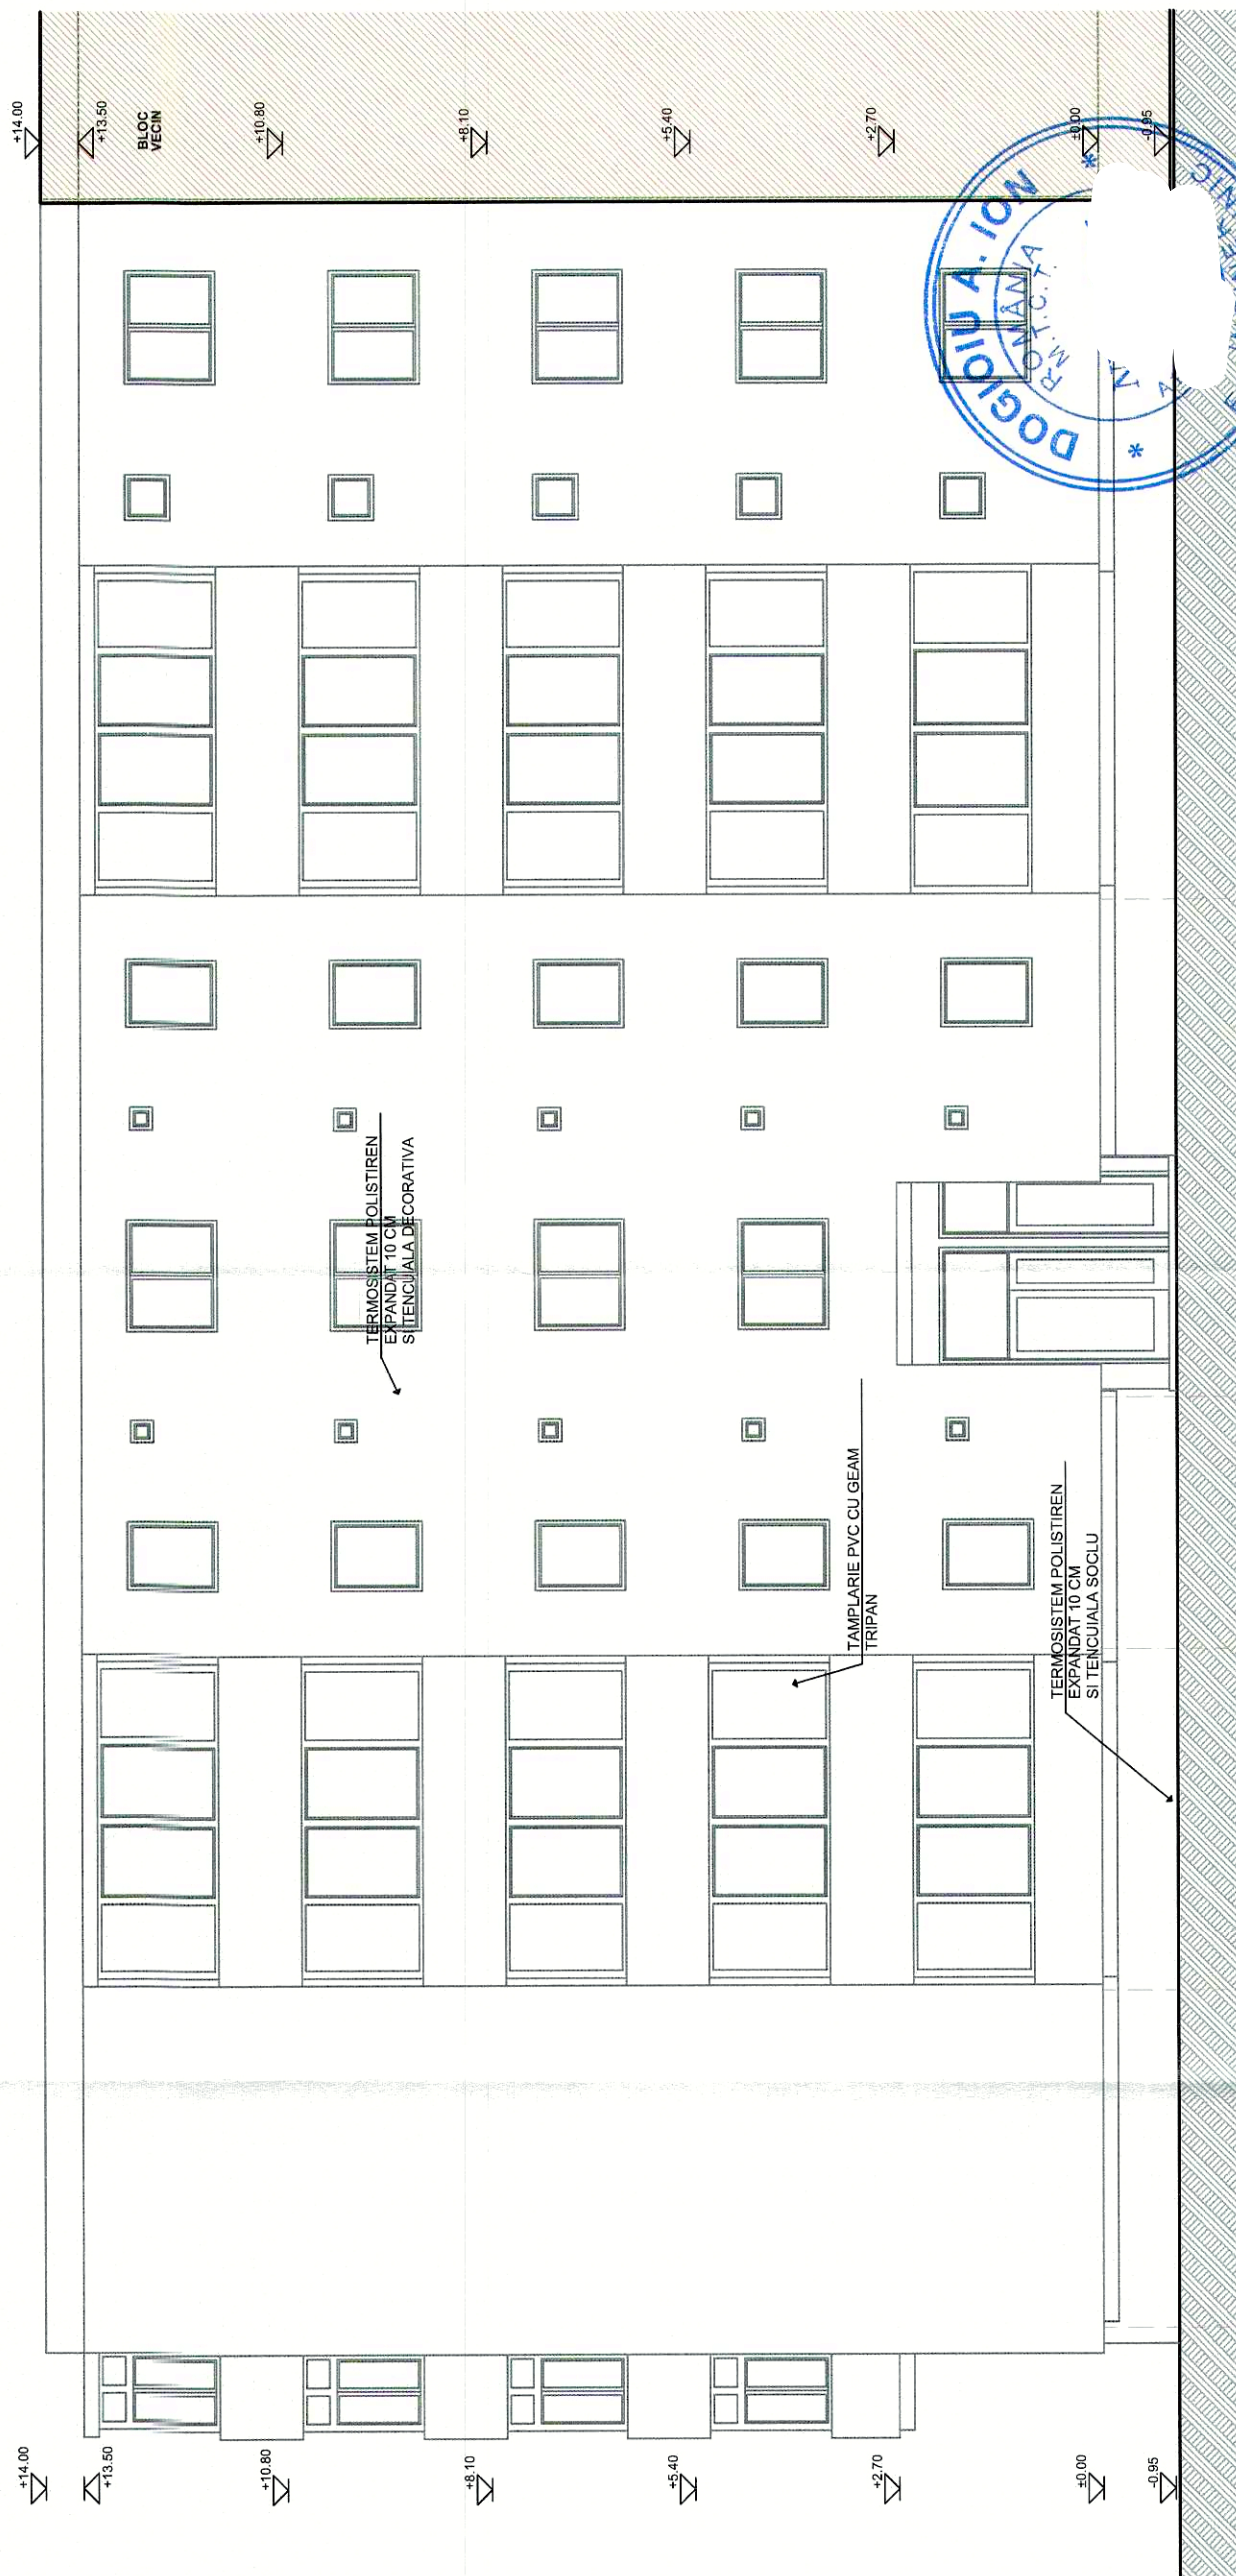 +14.00
+13.50
+10.80
+8.10
+5.40
+2.70
±0.00
-0.95
TERMOSISTEM POLISTIREN
EXPANDAT 10 CM
SI TENCUIALA DECORATIVA
TAMPLARIE PVC CU GEAM
TRIPAN
TERMOSISTEM POLISTIREN
EXPANDAT 10 CM
SI TENCUIALA SOCLU
BLOC
VECIN
+14.00
+13.50
+10.80
+8.10
+5.40
+2.70
±0.00
-0.95
* DOGIOIU A. ION *
ROMÂNIA
M.T.C.T.